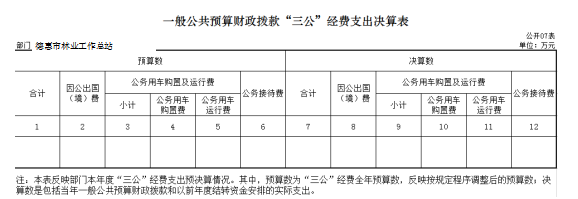 一般公共预算财政拨款“三公”经费支出决算表
公开07表
部门 德惠市林业工作总站 单位：万元
预算数 决算数
合计 因公出国（境）费 公务用车购置及运行费 公务接待费 合计 因公出国（境）费 公务用车购置及运行费 公务接待费
小计 公务用车购置费 公务用车运行费 小计 公务用车购置费 公务用车运行费
1 2 3 4 5 6 7 8 9 10 11 12
注：本表反映部门本年度“三公”经费支出预决算情况。其中，预算数为“三公”经费全年预算数，反映按规定程序调整后的预算数；决
算数是包括当年一般公共预算财政拨款和以前年度结转资金安排的实际支出。